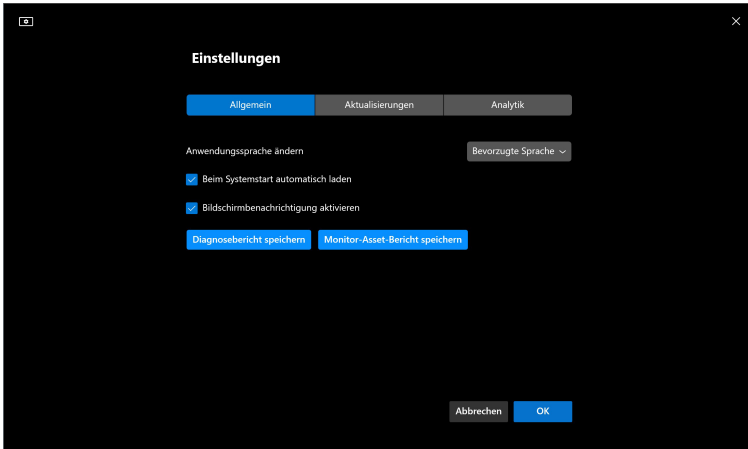 Einstellungen
Allgemein Aktualisierungen Analytik
Anwendungssprache ändern Bevorzugte Sprache
Beim Systemstart automatisch laden
Bildschirmbenachrichtigung aktivieren
Diagnosebericht speichern Monitor-Asset-Bericht speichern
Abbrechen OK